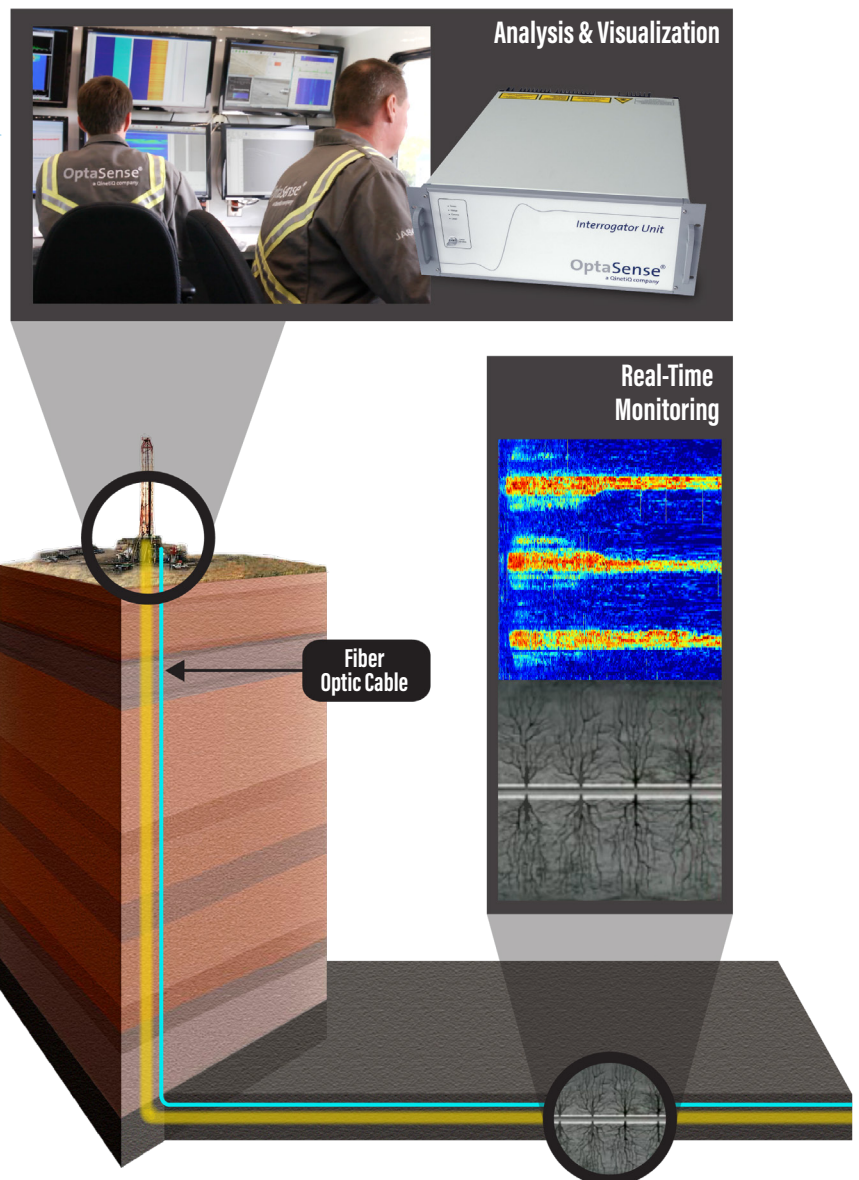 Analysis & Visualization
OptaSense®
a QinetiQ company
OptaSense®
Interrogator Unit
OptaSense®
a QinetiQ company
Real-Time
Monitoring
Fiber
Optic Cable